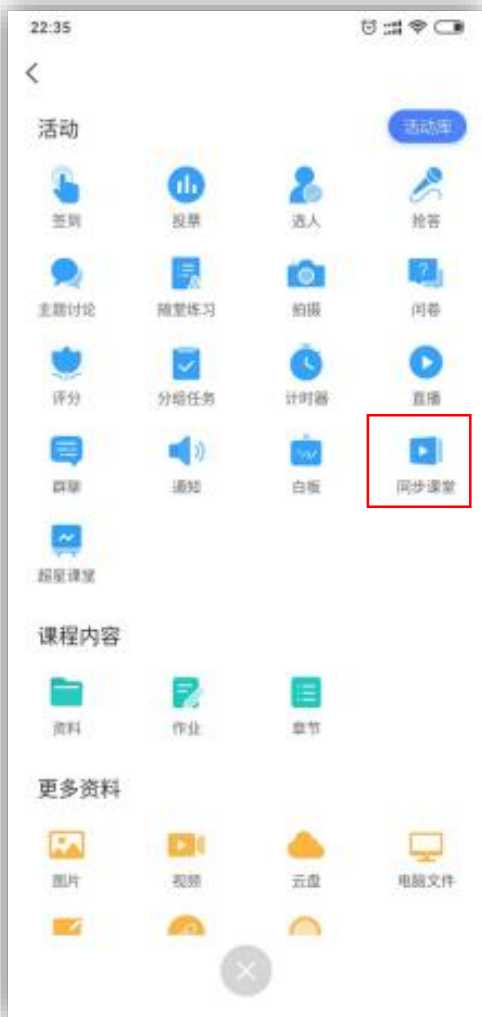 22:35
活动
活动库
签到 投票 选人 抢答
主题讨论 随堂练习 拍摄 问卷
评分 分组任务 计时器 直播
群聊 通知 白板 同步课堂
超星课堂
课程内容
资料 作业 章节
更多资料
图片 视频 云盘 电脑文件